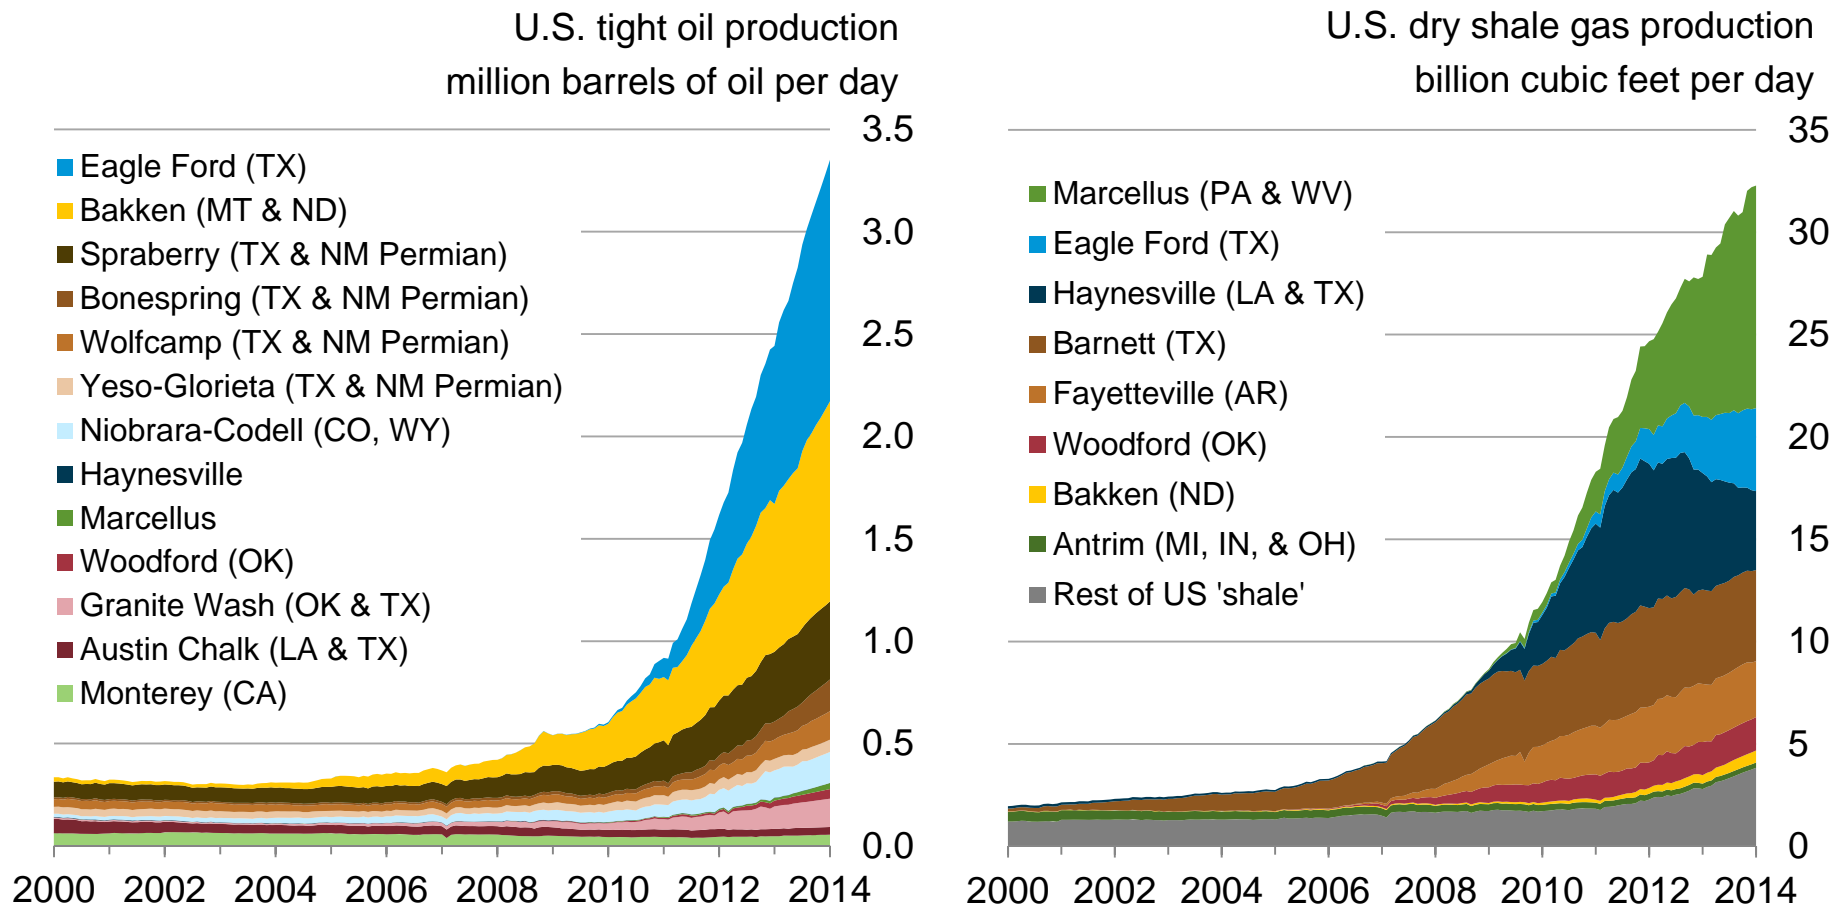 U.S. tight oil production
million barrels of oil per day
3.5
3.0
2.5
2.0
1.5
1.0
0.5
0.0
Eagle Ford (TX)
Bakken (MT & ND)
Spraberry (TX & NM Permian)
Bonespring (TX & NM Permian)
Wolfcamp (TX & NM Permian)
Yeso-Glorieta (TX & NM Permian)
Niobrara-Codell (CO, WY)
Haynesville
Marcellus
Woodford (OK)
Granite Wash (OK & TX)
Austin Chalk (LA & TX)
Monterey (CA)
2000 2002 2004 2006 2008 2010 2012 2014
U.S. dry shale gas production
billion cubic feet per day
35
30
25
20
15
10
5
0
Marcellus (PA & WV)
Eagle Ford (TX)
Haynesville (LA & TX)
Barnett (TX)
Fayetteville (AR)
Woodford (OK)
Bakken (ND)
Antrim (MI, IN, & OH)
Rest of US 'shale'
2000 2002 2004 2006 2008 2010 2012 2014